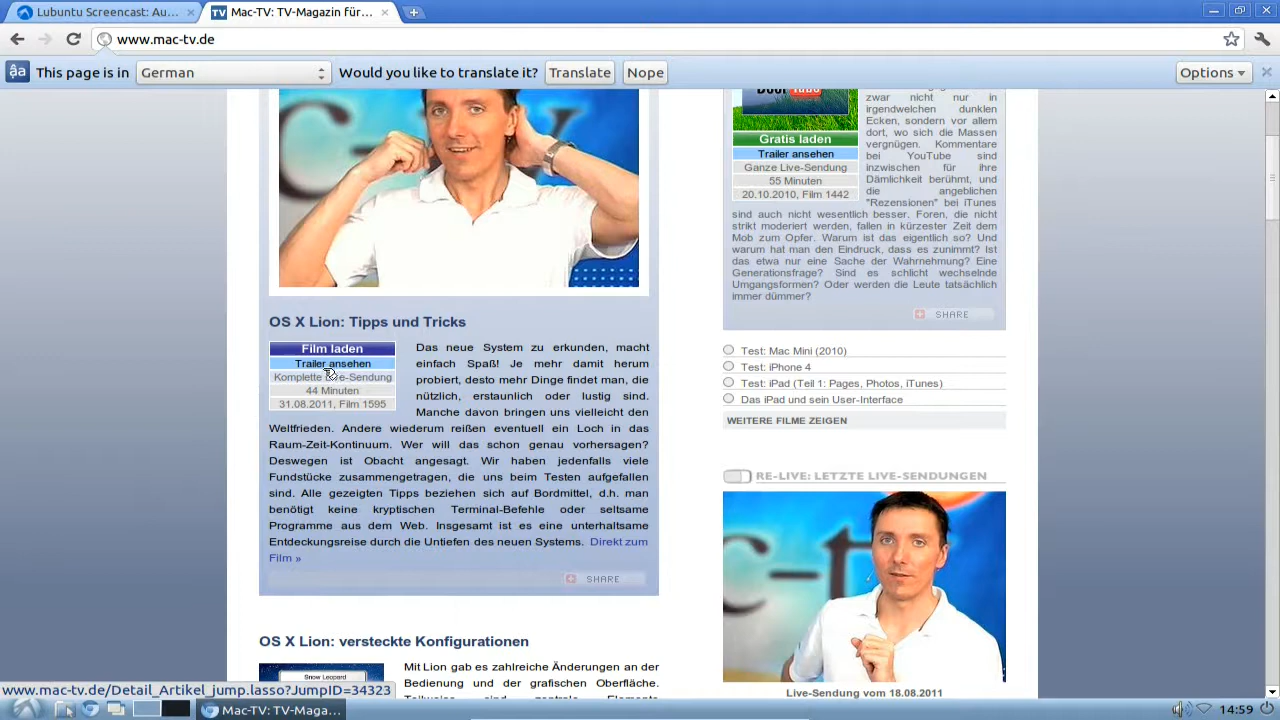 Lubuntu Screencast: Au...
Mac-TV: TV-Magazin für...
www.mac-tv.de
This page is in
German
Would you like to translate it?
Translate
Nope
Options
OS X Lion: Tipps und Tricks
Film laden
Trailer ansehen
44 Minuten
31.08.2011, Film 1595
Das neue System zu erkunden, macht
einfach Spaß! Je mehr damit herum
probiert, desto mehr Dinge findet man, die
nützlich, erstaunlich oder lustig sind.
Manche davon bringen uns vielleicht den
Weltfrieden. Andere wiederum reißen eventuell ein Loch in das
Raum-Zeit-Kontinuum. Wer will das schon genau vorhersagen?
Deswegen ist Obacht angesagt. Wir haben jedenfalls viele
Fundstücke zusammengetragen, die uns beim Testen aufgefallen
sind. Alle gezeigten Tipps beziehen sich auf Bordmittel, d.h. man
benötigt keine kryptischen Terminal-Befehle oder seltsame
Programme aus dem Web. Insgesamt ist es eine unterhaltsame
Entdeckungsreise durch die Untiefen des neuen Systems. Direkt zum
Film »
SHARE
OS X Lion: versteckte Konfigurationen
Snow Leopard
Mit Lion gab es zahlreiche Änderungen an der
Bedienung und der grafischen Oberfläche.
Gratis laden
Trailer ansehen
Ganze Live-Sendung
55 Minuten
20.10.2010, Film 1442
zwar nicht nur in
irgendwelchen dunklen
Ecken, sondern vor allem
dort, wo sich die Massen
vergnügen. Kommentare
bei YouTube sind
inzwischen für ihre
Dämlichkeit berühmt, und
die angeblichen
"Rezensionen" bei iTunes
sind auch nicht wesentlich besser. Foren, die nicht
strikt moderiert werden, fallen in kürzester Zeit dem
Mob zum Opfer. Warum ist das eigentlich so? Und
warum hat man den Eindruck, dass es zunimmt? Ist
das etwa nur eine Sache der Wahrnehmung? Eine
Generationsfrage? Sind es schlicht wechselnde
Umgangsformen? Oder werden die Leute tatsächlich
immer dümmer?
SHARE
Test: Mac Mini (2010)
Test: iPhone 4
Test: iPad (Teil 1: Pages, Photos, iTunes)
Das iPad und sein User-Interface
WEITERE FILME ZEIGEN
RE-LIVE: LETZTE LIVE-SENDUNGEN
Live-Sendung vom 18.08.2011
www.mac-tv.de/Detail_Artikel_jump.lasso?JumpID=34323
Mac-TV: TV-Maga...
14:59